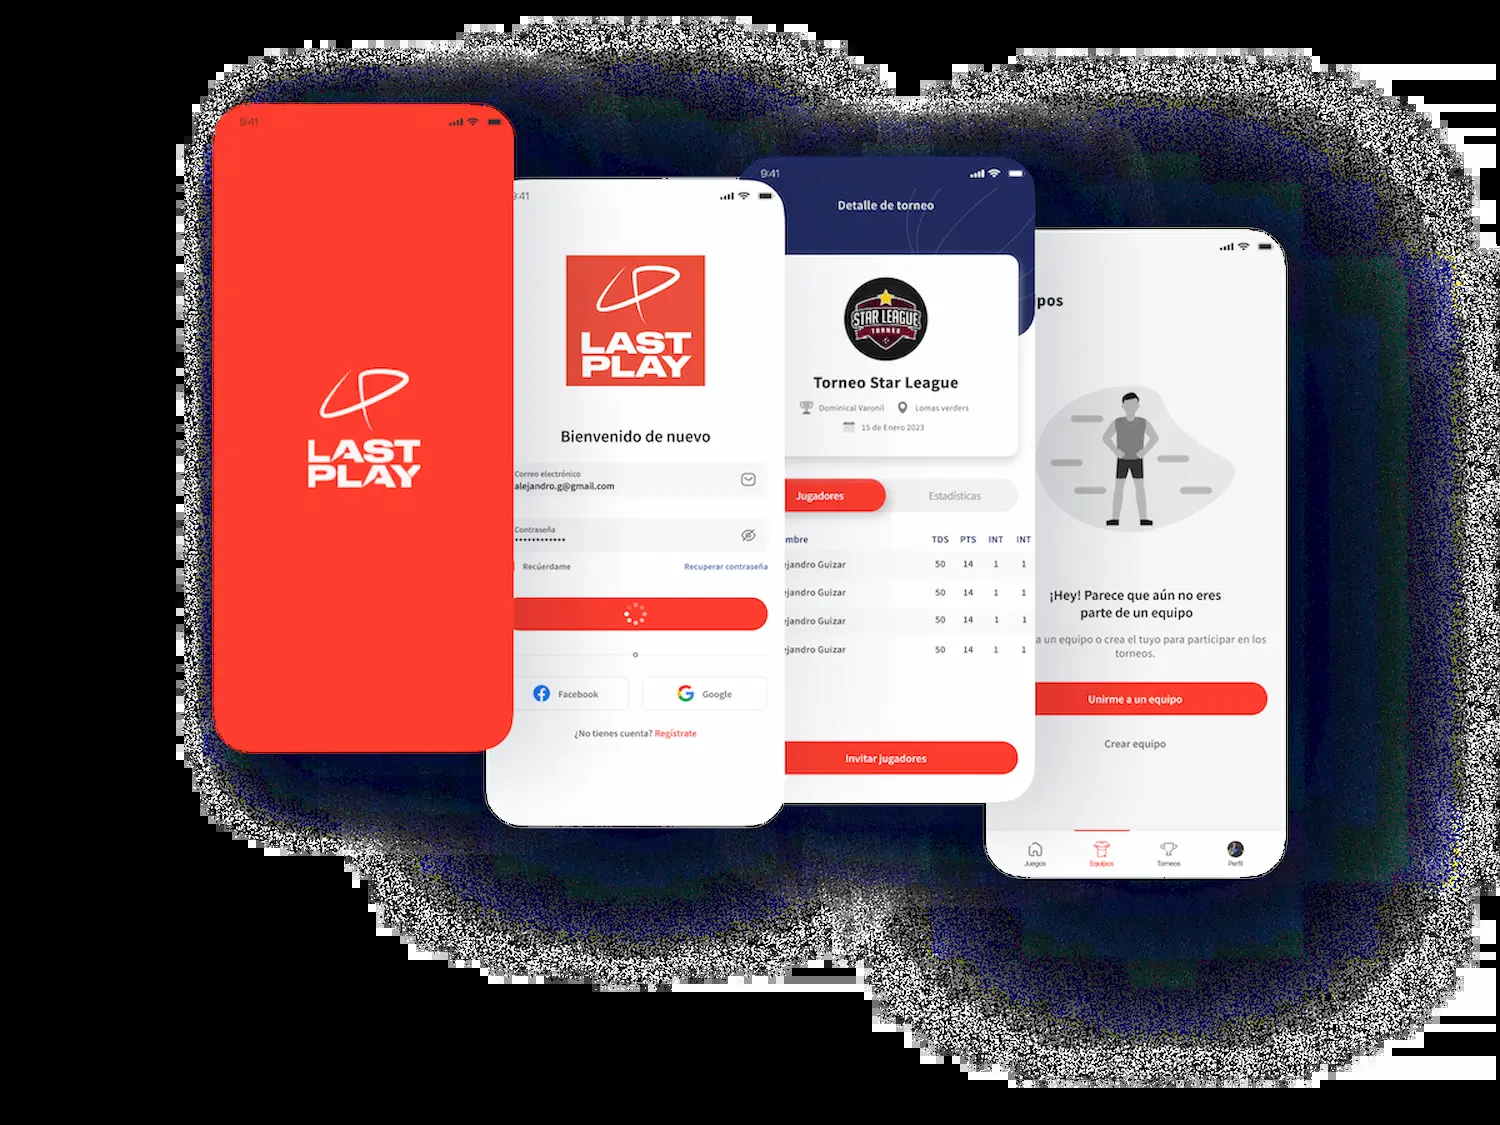 9:41
LAST
PLAY
9:41
LAST
PLAY
Bienvenido de nuevo
Correo electrónico
alejandro.g@gmail.com
Contraseña
Recúerdame
Recuperar contraseña
o
Facebook
Google
¿No tienes cuenta? Regístrate
9:41
Detalle de torneo
STAR LEAGUE
TORNEO
Torneo Star League
Dominical Varonil
Lomas verders
15 de Enero 2023
Jugadores
Estadísticas
mbre TDS PTS INT INT
ejandro Guizar 50 14 1 1
ejandro Guizar 50 14 1 1
ejandro Guizar 50 14 1 1
ejandro Guizar 50 14 1 1
Invitar jugadores
pos
¡Hey! Parece que aún no eres
parte de un equipo
a un equipo o crea el tuyo para participar en los
torneos.
Unirme a un equipo
Crear equipo
Juegos
Equipos
Torneos
Perfil